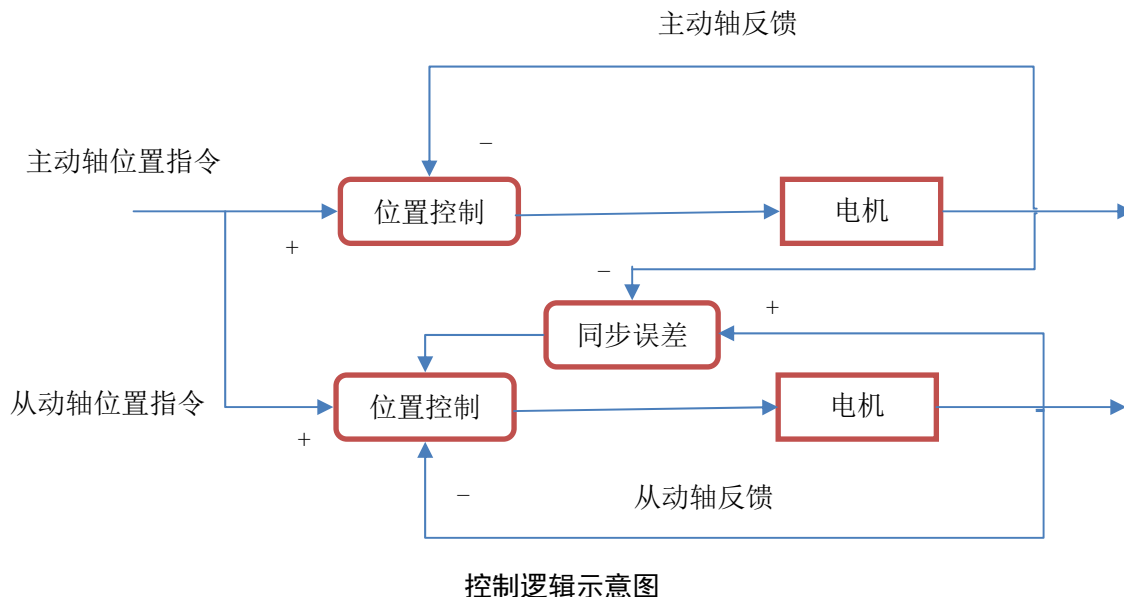 主动轴反馈
−
主动轴位置指令
位置控制
电机
+
−
+
同步误差
从动轴位置指令
位置控制
电机
+
−
从动轴反馈
控制逻辑示意图